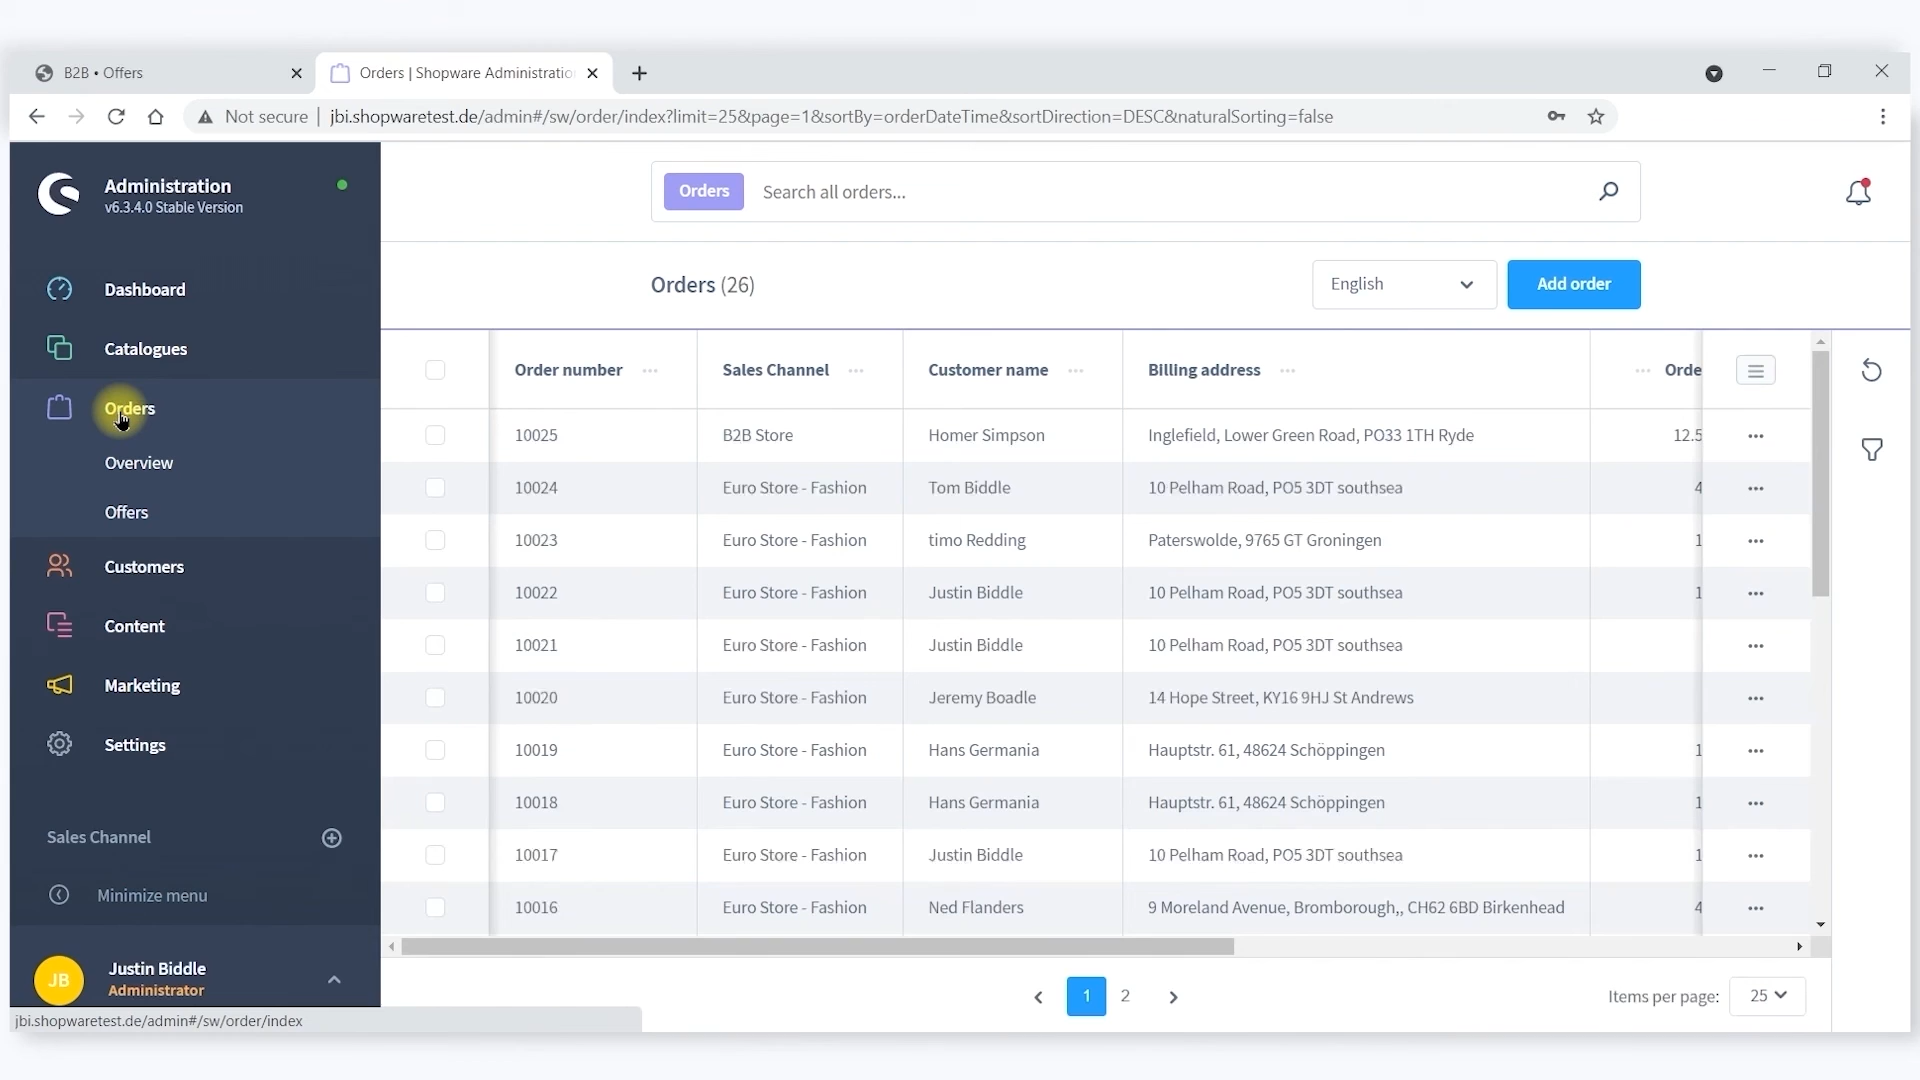 B2B • Offers
Orders | Shopware Administratio
Not secure | jbi.shopwaretest.de/admin#/sw/order/index?limit=25&page=1&sortBy=orderDateTime&sortDirection=DESC&naturalSorting=false
Administration
v6.3.4.0 Stable Version
Orders Search all orders...
Orders (26)
English
Add order
Dashboard
Catalogues
Orders
Overview
Offers
Customers
Content
Marketing
Settings
Sales Channel
Minimize menu
JB
Justin Biddle
Administrator
Order number Sales Channel Customer name Billing address Orde
10025 B2B Store Homer Simpson Inglefield, Lower Green Road, PO33 1TH Ryde 12.5
10024 Euro Store - Fashion Tom Biddle 10 Pelham Road, PO5 3DT southsea 4
10023 Euro Store - Fashion timo Redding Paterswolde, 9765 GT Groningen 1
10022 Euro Store - Fashion Justin Biddle 10 Pelham Road, PO5 3DT southsea 1
10021 Euro Store - Fashion Justin Biddle 10 Pelham Road, PO5 3DT southsea
10020 Euro Store - Fashion Jeremy Boadle 14 Hope Street, KY16 9HJ St Andrews
10019 Euro Store - Fashion Hans Germania Hauptstr. 61, 48624 Schöppingen 1
10018 Euro Store - Fashion Hans Germania Hauptstr. 61, 48624 Schöppingen 1
10017 Euro Store - Fashion Justin Biddle 10 Pelham Road, PO5 3DT southsea 1
10016 Euro Store - Fashion Ned Flanders 9 Moreland Avenue, Bromborough,, CH62 6BD Birkenhead 4
1 2
Items per page: 25
jbi.shopwaretest.de/admin#/sw/order/index